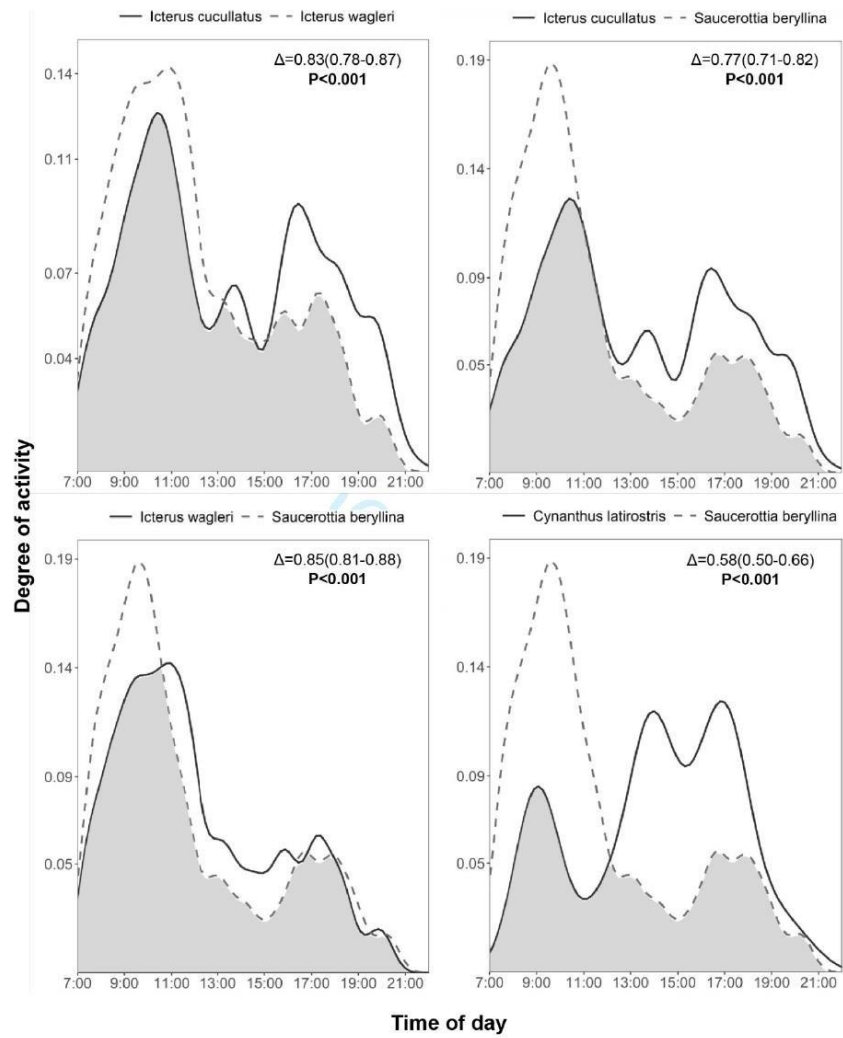 Icterus cucullatus Icterus wagleri
Δ=0.83(0.78-0.87)
P<0.001
0.14
0.11
0.07
0.04
7:00 9:00 11:00 13:00 15:00 17:00 19:00 21:00
Icterus cucullatus Saucerottia beryllina
Δ=0.77(0.71-0.82)
P<0.001
0.19
0.14
0.09
0.05
7:00 9:00 11:00 13:00 15:00 17:00 19:00 21:00
Degree of activity
Icterus wagleri Saucerottia beryllina
Δ=0.85(0.81-0.88)
P<0.001
0.19
0.14
0.09
0.05
7:00 9:00 11:00 13:00 15:00 17:00 19:00 21:00
Cynanthus latirostris Saucerottia beryllina
Δ=0.58(0.50-0.66)
P<0.001
0.19
0.14
0.09
0.05
7:00 9:00 11:00 13:00 15:00 17:00 19:00 21:00
Time of day